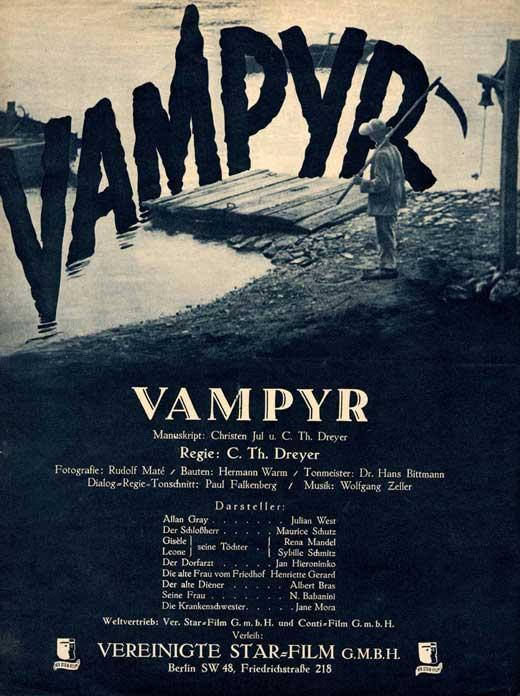 VAMPYR
VAMPYR
Manuskript: Christen Jul u. C. Th. Dreyer
Regie: C. Th. Dreyer
Fotografie: Rudolf Maté / Bauten: Hermann Warm / Tonmeister: Dr. Hans Bittmann
Dialog-Regie-Tonschnitt: Paul Falkenberg / Musik: Wolfgang Zeller
Darsteller:
Allan Gray . . . . . . . Julian West
Der Schloßherr . . . . . Maurice Schutz
Gisèle } seine Töchter . { Rena Mandel
Leone } { Sybille Schmitz
Der Dorfarzt . . . . . Jan Hieronimko
Die alte Frau vom Friedhof Henriette Gerard
Der alte Diener . . . . . Albert Bras
Seine Frau . . . . . . . N. Babanini
Die Krankenschwester . . . . Jane Mora
Weltvertrieb: Ver. Star-Film G. m. b. H. und Conti-Film G. m. b. H.
Verleih:
VEREINIGTE STAR-FILM G.M.B.H.
Berlin SW 48, Friedrichstraße 218